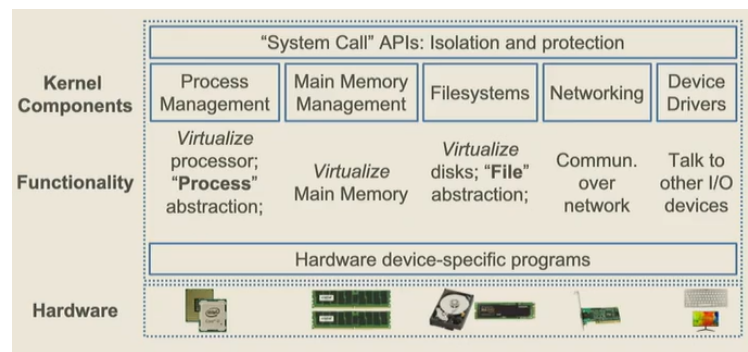 “System Call” APIs: Isolation and protection
Kernel
Components
Process
Management
Main Memory
Management
Filesystems
Networking
Device
Drivers
Functionality
Virtualize
processor;
“Process”
abstraction;
Virtualize
Main Memory
Virtualize
disks; “File”
abstraction;
Commun.
over
network
Talk to
other I/O
devices
Hardware device-specific programs
Hardware
(intel)